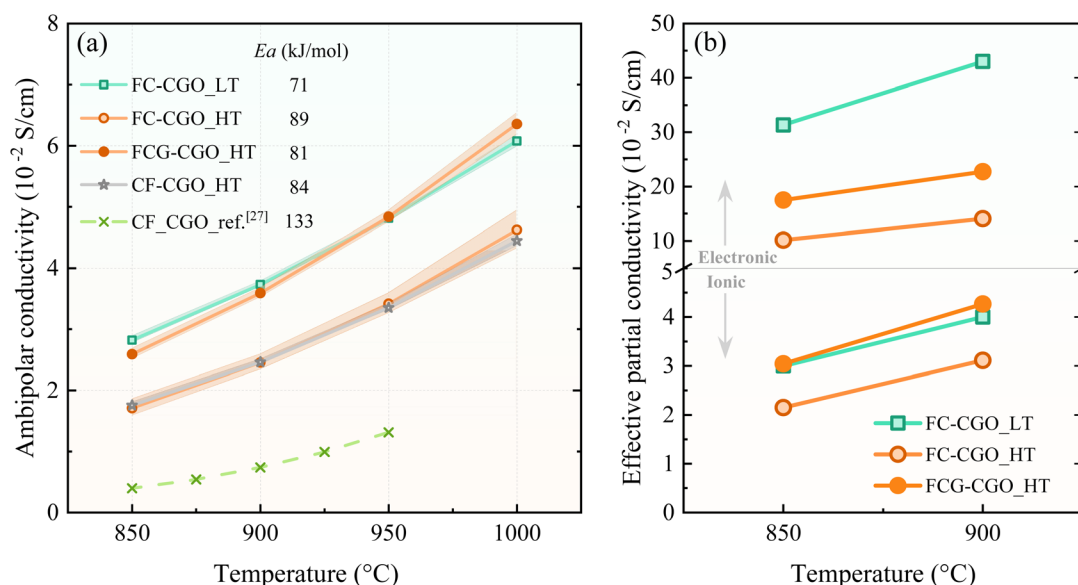 (a)
Ea (kJ/mol)
FC-CGO_LT 71
FC-CGO_HT 89
FCG-CGO_HT 81
CF-CGO_HT 84
CF_CGO_ref.[27] 133
Ambipolar conductivity (10⁻² S/cm)
8
6
4
2
0
850 900 950 1000
Temperature (°C)
(b)
Effective partial conductivity (10⁻² S/cm)
50
40
30
20
10
5
4
3
2
1
0
Electronic
Ionic
FC-CGO_LT
FC-CGO_HT
FCG-CGO_HT
850 900
Temperature (°C)